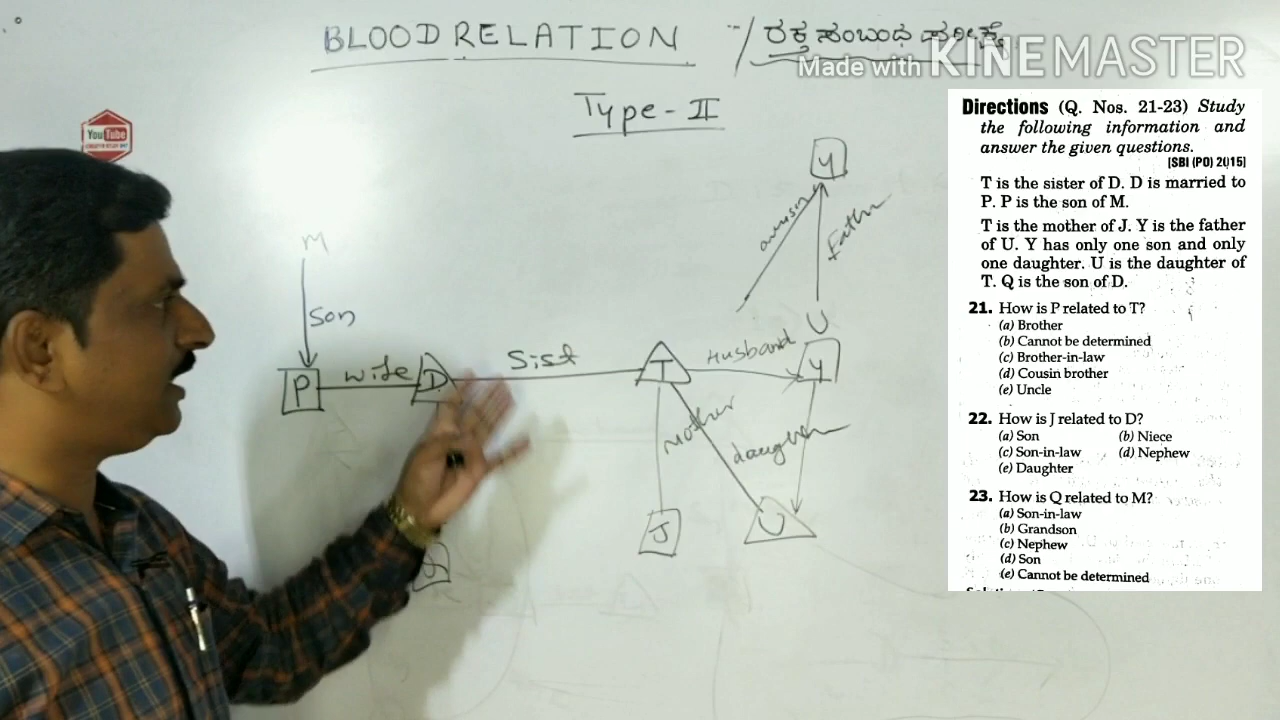 BLOOD RELATION / ರಕ್ತ ಸಂಬಂಧ ಪರೀಕ್ಷೆ
Made with KINEMASTER
Type - II
YouTube
Y
Father
M
Son
P
wife
D
Sist
T
Husband
U
Y
Mother
daughter
J
U
Directions (Q. Nos. 21-23) Study
the following information and
answer the given questions.
[SBI (PO) 2015]
T is the sister of D. D is married to
P. P is the son of M.
T is the mother of J. Y is the father
of U. Y has only one son and only
one daughter. U is the daughter of
T. Q is the son of D.
21. How is P related to T?
(a) Brother
(b) Cannot be determined
(c) Brother-in-law
(d) Cousin brother
(e) Uncle
22. How is J related to D?
(a) Son (b) Niece
(c) Son-in-law (d) Nephew
(e) Daughter
23. How is Q related to M?
(a) Son-in-law
(b) Grandson
(c) Nephew
(d) Son
(e) Cannot be determined